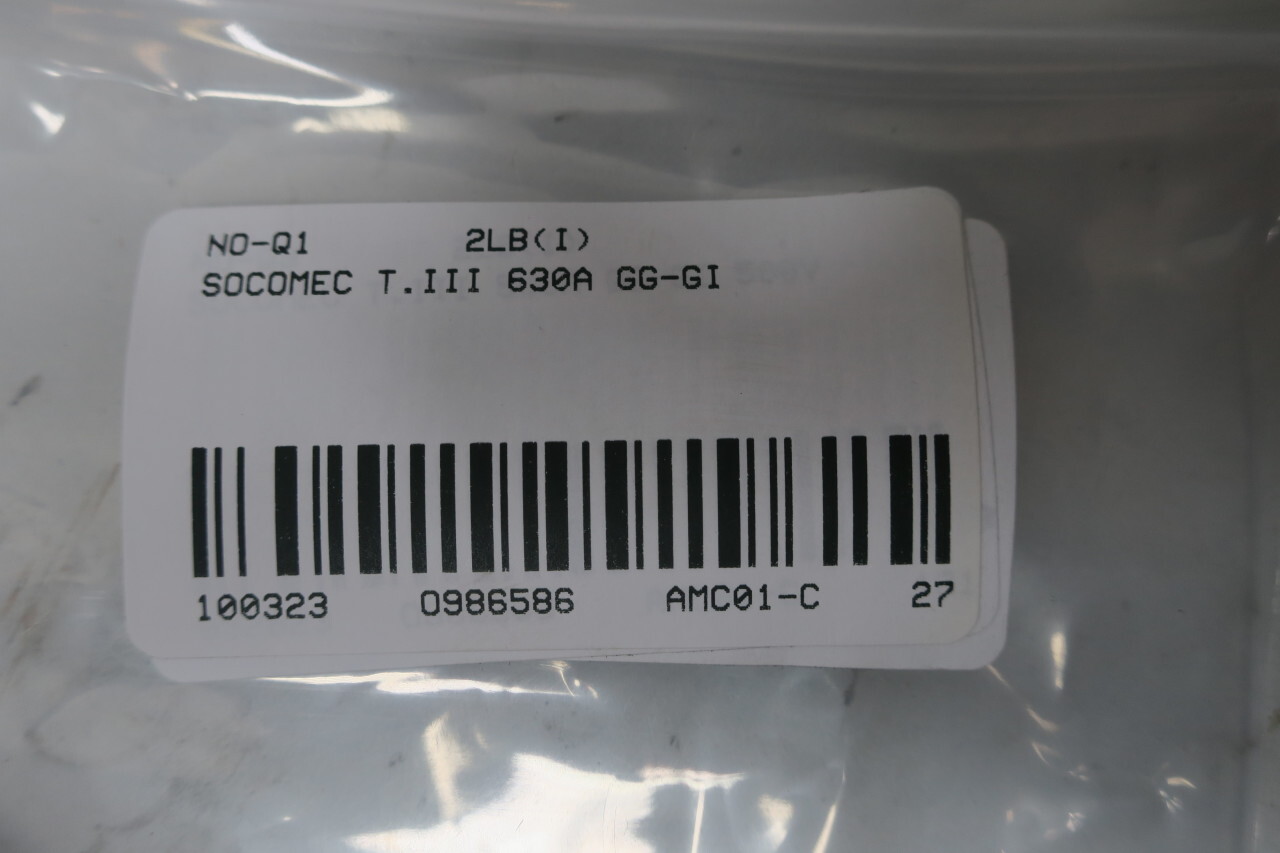 NO-Q1 2LB(I)
SOCOMEC T.III 630A GG-GI
100323 0986586 AMC01-C 27